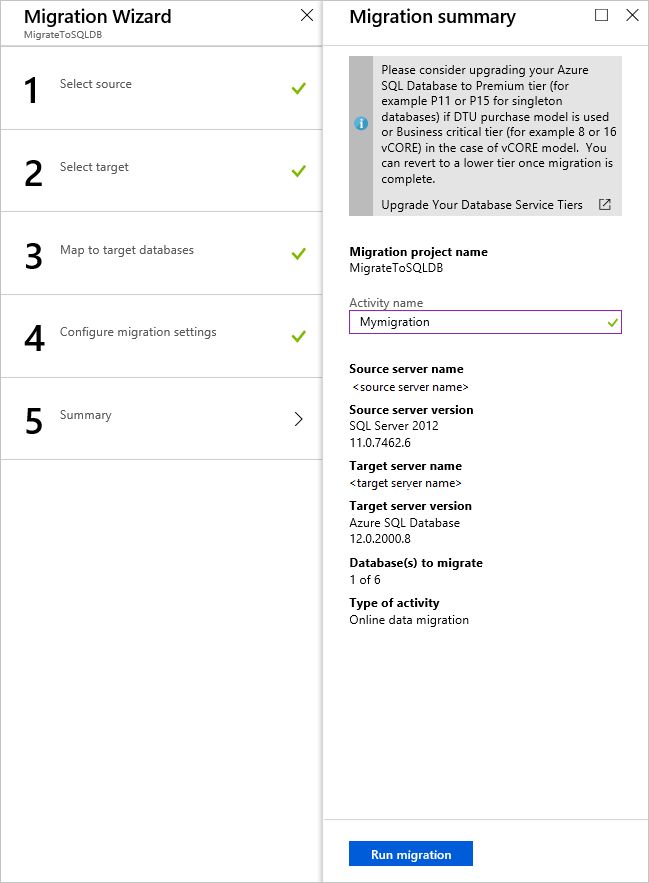 Migration Wizard
MigrateToSQLDB
1 Select source
2 Select target
3 Map to target databases
4 Configure migration settings
5 Summary
Migration summary
Please consider upgrading your Azure
SQL Database to Premium tier (for
example P11 or P15 for singleton
databases) if DTU purchase model is used
or Business critical tier (for example 8 or 16
vCORE) in the case of vCORE model.  You
can revert to a lower tier once migration is
complete.
Upgrade Your Database Service Tiers
Migration project name
MigrateToSQLDB
Activity name
Mymigration
Source server name
<source server name>
Source server version
SQL Server 2012
11.0.7462.6
Target server name
<target server name>
Target server version
Azure SQL Database
12.0.2000.8
Database(s) to migrate
1 of 6
Type of activity
Online data migration
Run migration